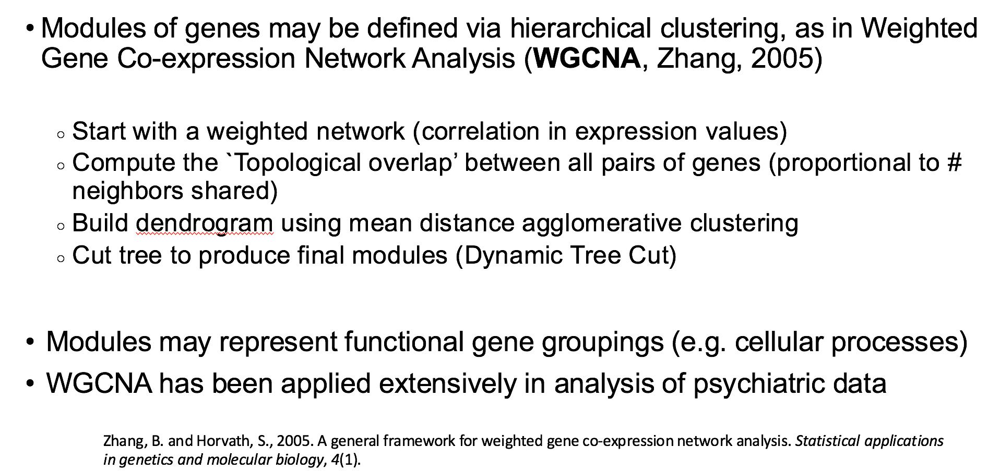 • Modules of genes may be defined via hierarchical clustering, as in Weighted
Gene Co-expression Network Analysis (WGCNA, Zhang, 2005)
○ Start with a weighted network (correlation in expression values)
○ Compute the `Topological overlap’ between all pairs of genes (proportional to #
neighbors shared)
○ Build dendrogram using mean distance agglomerative clustering
○ Cut tree to produce final modules (Dynamic Tree Cut)
• Modules may represent functional gene groupings (e.g. cellular processes)
• WGCNA has been applied extensively in analysis of psychiatric data
Zhang, B. and Horvath, S., 2005. A general framework for weighted gene co-expression network analysis. Statistical applications
in genetics and molecular biology, 4(1).